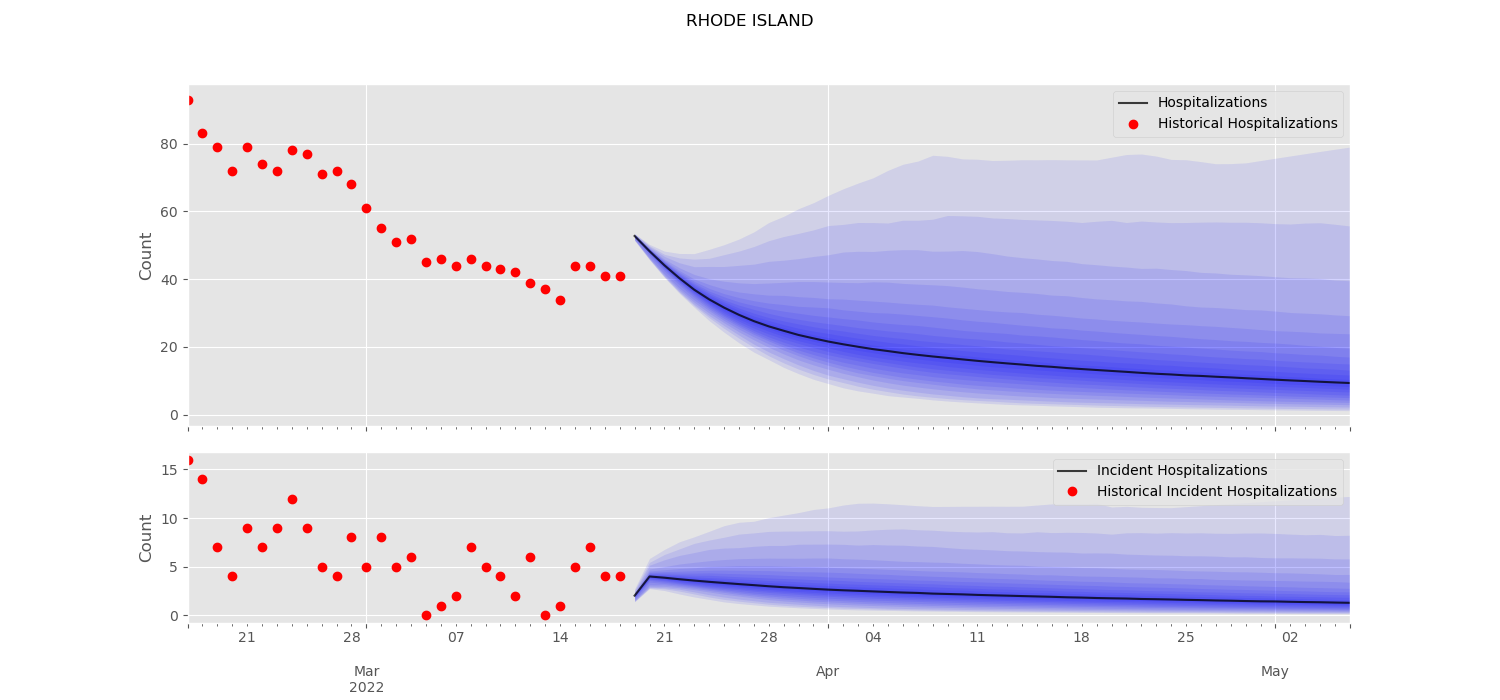 RHODE ISLAND
Hospitalizations
Historical Hospitalizations
Count
80
60
40
20
0
Incident Hospitalizations
Historical Incident Hospitalizations
Count
15
10
5
0
21 28 07 14 21 28 04 11 18 25 02
Mar Apr May
2022